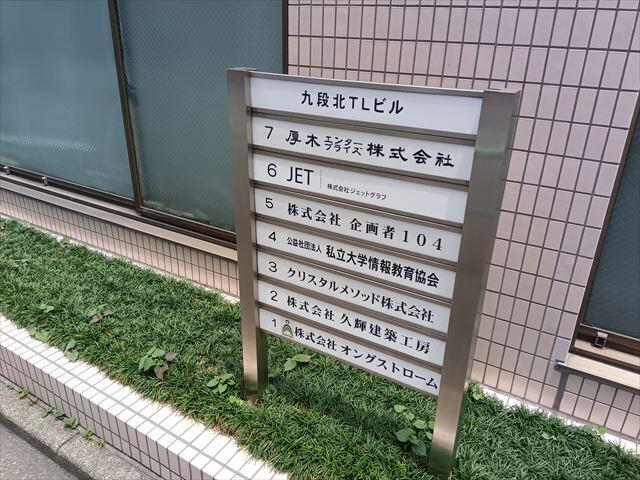 九段北TLビル
7 厚木エンタープライズ株式会社
6 JET 株式会社ジェットグラフ
5 株式会社 企画者104
4 公益社団法人 私立大学情報教育協会
3 クリスタルメソッド株式会社
2 株式会社 久輝建築工房
1 株式会社 オングストローム